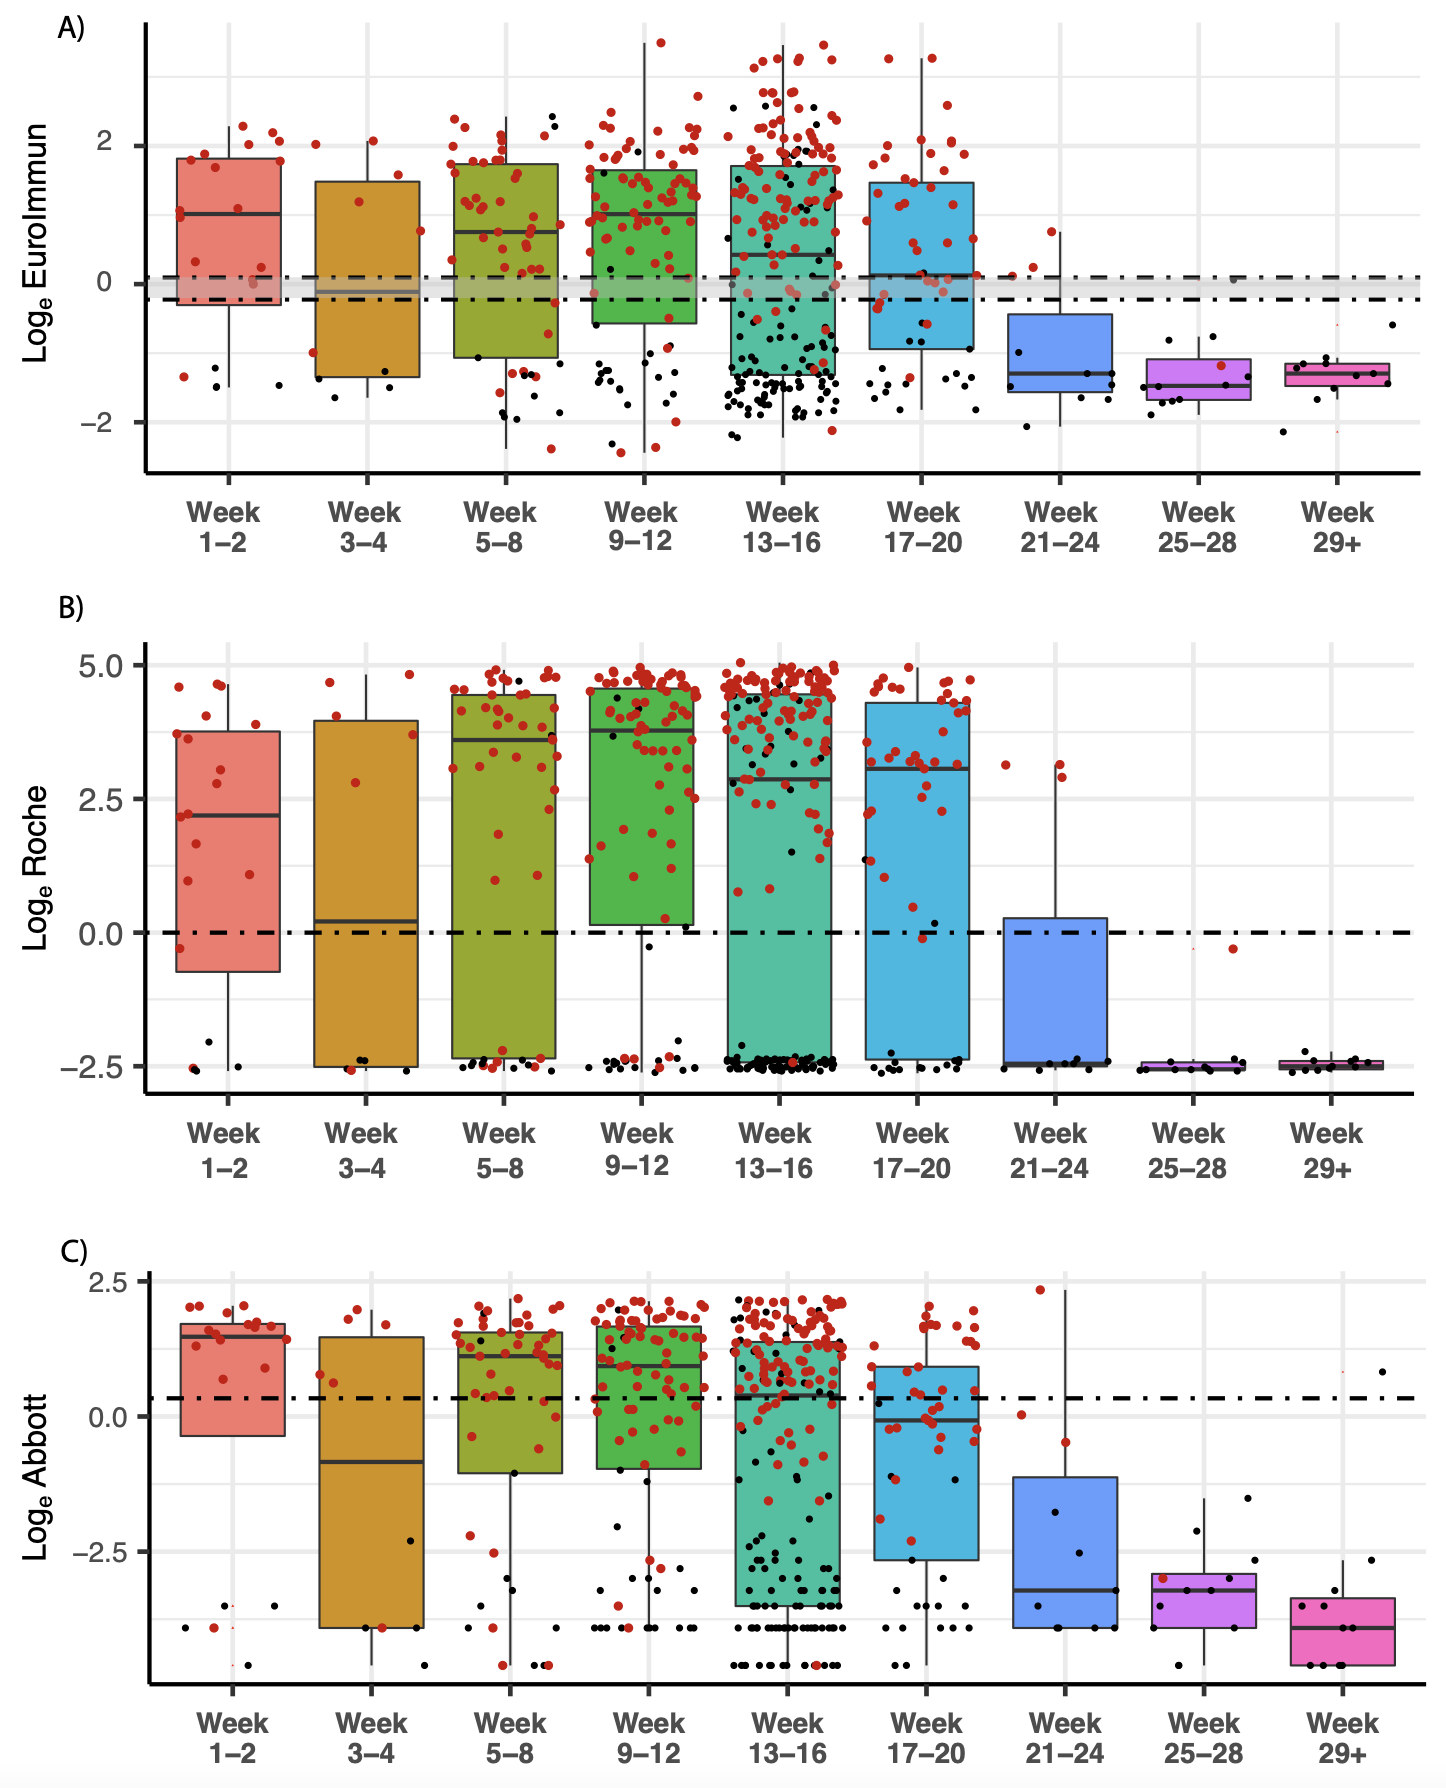 A)
Logₑ EuroImmun
2
0
−2
Week Week Week Week Week Week Week Week Week
1−2 3−4 5−8 9−12 13−16 17−20 21−24 25−28 29+
B)
Logₑ Roche
5.0
2.5
0.0
−2.5
Week Week Week Week Week Week Week Week Week
1−2 3−4 5−8 9−12 13−16 17−20 21−24 25−28 29+
C)
Logₑ Abbott
2.5
0.0
−2.5
Week Week Week Week Week Week Week Week Week
1−2 3−4 5−8 9−12 13−16 17−20 21−24 25−28 29+